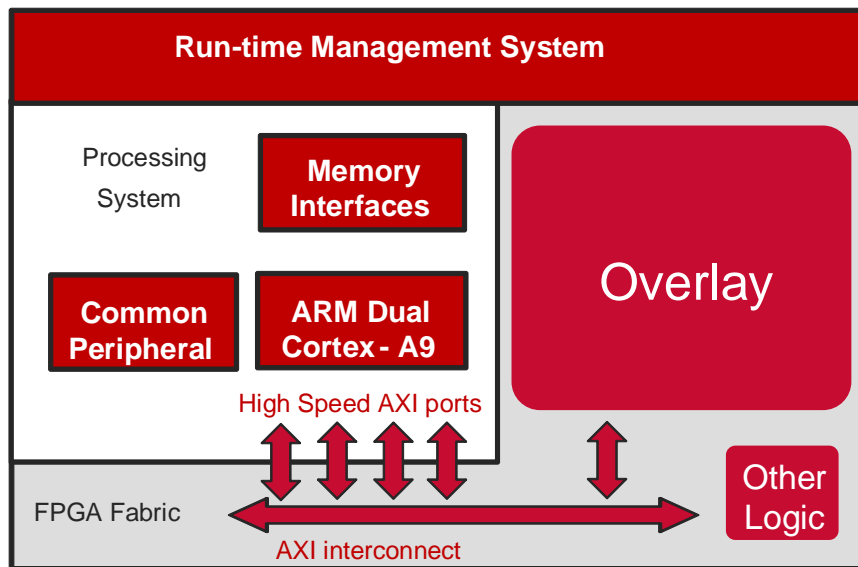 Run-time Management System
Processing
System
Memory
Interfaces
Overlay
Common
Peripheral
ARM Dual
Cortex - A9
High Speed AXI ports
Other
Logic
FPGA Fabric
AXI interconnect